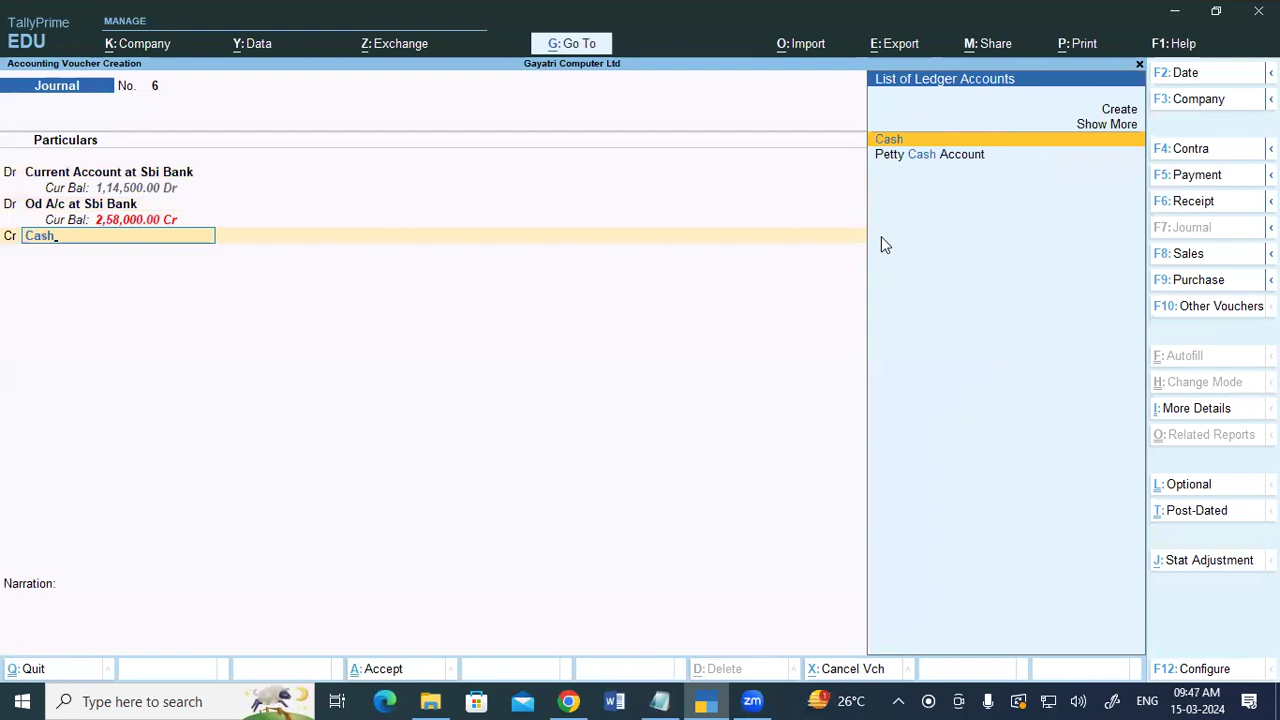 TallyPrime
EDU
MANAGE
K: Company
Y: Data
Z: Exchange
G: Go To
O: Import
E: Export
M: Share
P: Print
F1: Help
Accounting Voucher Creation
Gayatri Computer Ltd
Journal No. 6
Particulars
Dr Current Account at Sbi Bank
Cur Bal: 1,14,500.00 Dr
Dr Od A/c at Sbi Bank
Cur Bal: 2,58,000.00 Cr
Cr Cash
Narration:
List of Ledger Accounts
Create
Show More
Cash
Petty Cash Account
F2: Date
F3: Company
F4: Contra
F5: Payment
F6: Receipt
F7: Journal
F8: Sales
F9: Purchase
F10: Other Vouchers
F: Autofill
H: Change Mode
I: More Details
O: Related Reports
L: Optional
T: Post-Dated
J: Stat Adjustment
F12: Configure
Q: Quit
A: Accept
D: Delete
X: Cancel Vch
Type here to search
zm
26°C
ENG
09:47 AM
15-03-2024